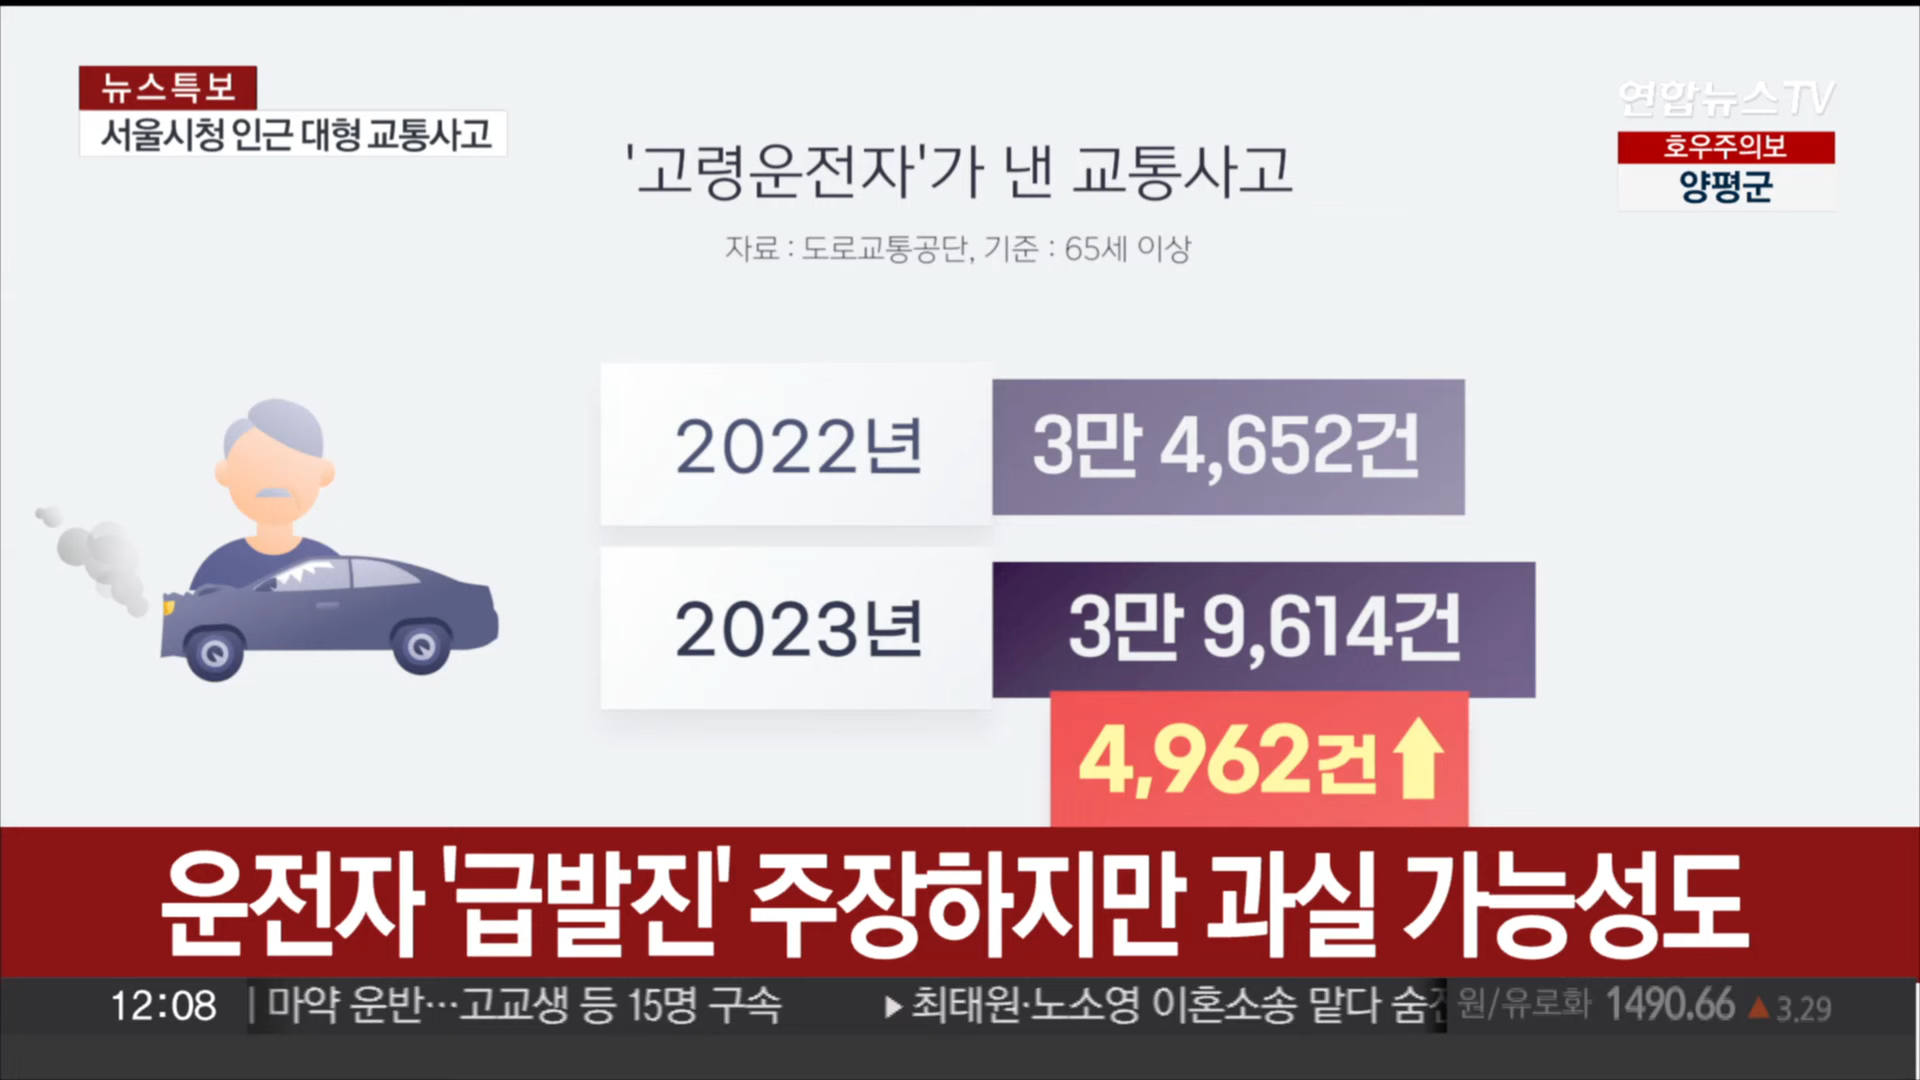 뉴스특보
서울시청 인근 대형 교통사고
연합뉴스TV
호우주의보
양평군
'고령운전자'가 낸 교통사고
자료 : 도로교통공단, 기준 : 65세 이상
2022년 3만 4,652건
2023년 3만 9,614건
4,962건
운전자 '급발진' 주장하지만 과실 가능성도
12:08 마약 운반…고교생 등 15명 구속 ▶최태원·노소영 이혼소송 맡다 원/유로화 1490.66 ▲3.29